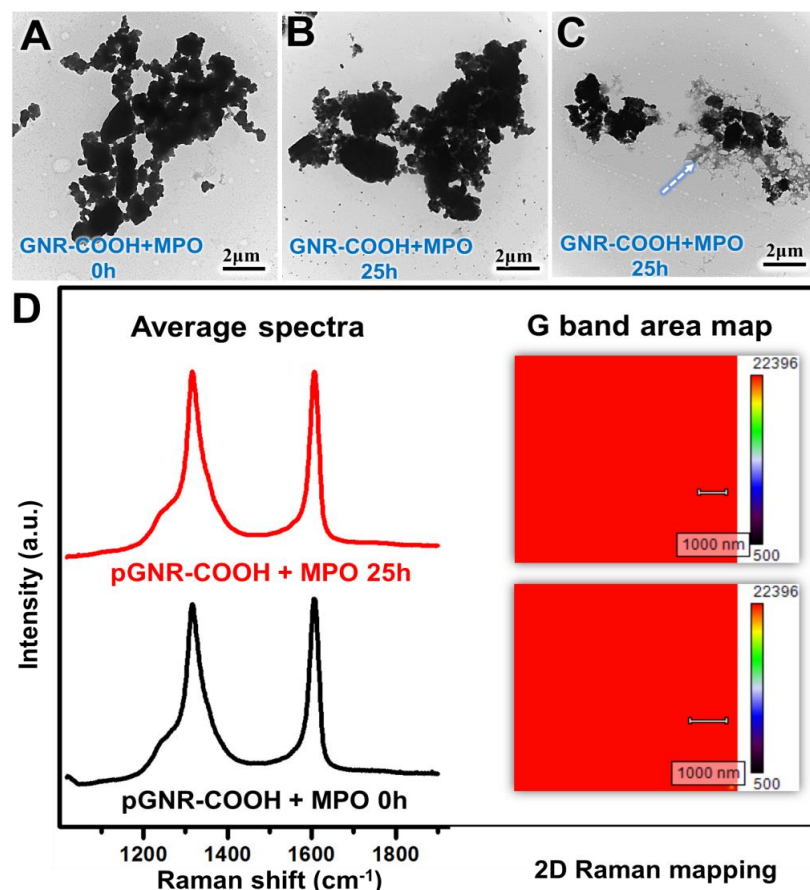 A
GNR-COOH+MPO
0h
2µm
B
GNR-COOH+MPO
25h
2µm
C
GNR-COOH+MPO
25h
2µm
D
Average spectra
G band area map
Intensity (a.u.)
pGNR-COOH + MPO 25h
pGNR-COOH + MPO 0h
22396
1000 nm
500
22396
1000 nm
500
1200 1400 1600 1800
Raman shift (cm⁻¹)
2D Raman mapping